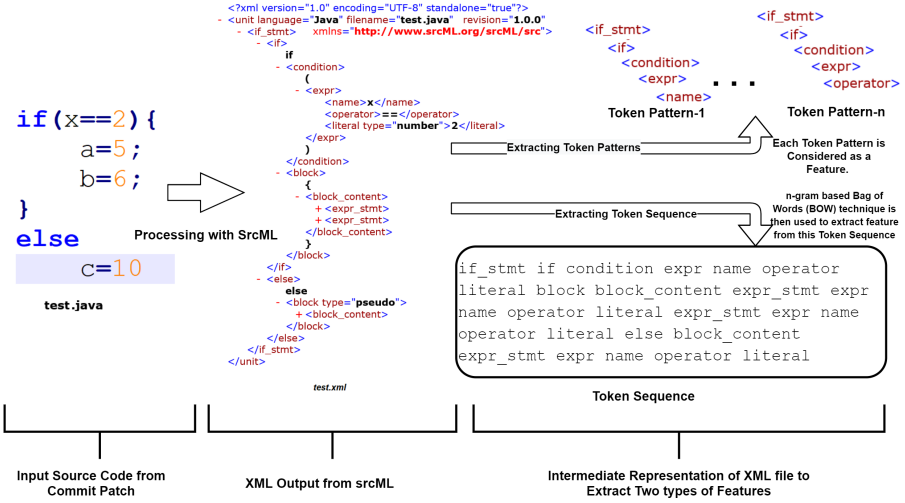 if(x==2){
a=5;
b=6;
}
else
c=10
test.java
Processing with SrcML
<?xml version="1.0" encoding="UTF-8" standalone="true"?>
- <unit language="Java" filename="test.java" revision="1.0.0"
- <if_stmt> xmlns="http://www.srcML.org/srcML/src">
- <if>
if
- <condition>
(
- <expr>
<name>x</name>
<operator>==</operator>
<literal type="number">2</literal>
</expr>
)
</condition>
- <block>
{
- <block_content>
+ <expr_stmt>
+ <expr_stmt>
</block_content>
}
</block>
</if>
- <else>
else
- <block type="pseudo">
+ <block_content>
</block>
</else>
</if_stmt>
</unit>
test.xml
<if_stmt>
<if>
<condition>
<expr>
<name>
Token Pattern-1
...
<if_stmt>
<if>
<condition>
<expr>
<operator>
Token Pattern-n
Extracting Token Patterns
Each Token Pattern is
Considered as a
Feature.
Extracting Token Sequence
n-gram based Bag of
Words (BOW) technique is
then used to extract feature
from this Token Sequence
if_stmt if condition expr name operator
literal block block_content expr_stmt expr
name operator literal expr_stmt expr name
operator literal else block_content
expr_stmt expr name operator literal
Token Sequence
Input Source Code from
Commit Patch
XML Output from srcML
Intermediate Representation of XML file to
Extract Two types of Features